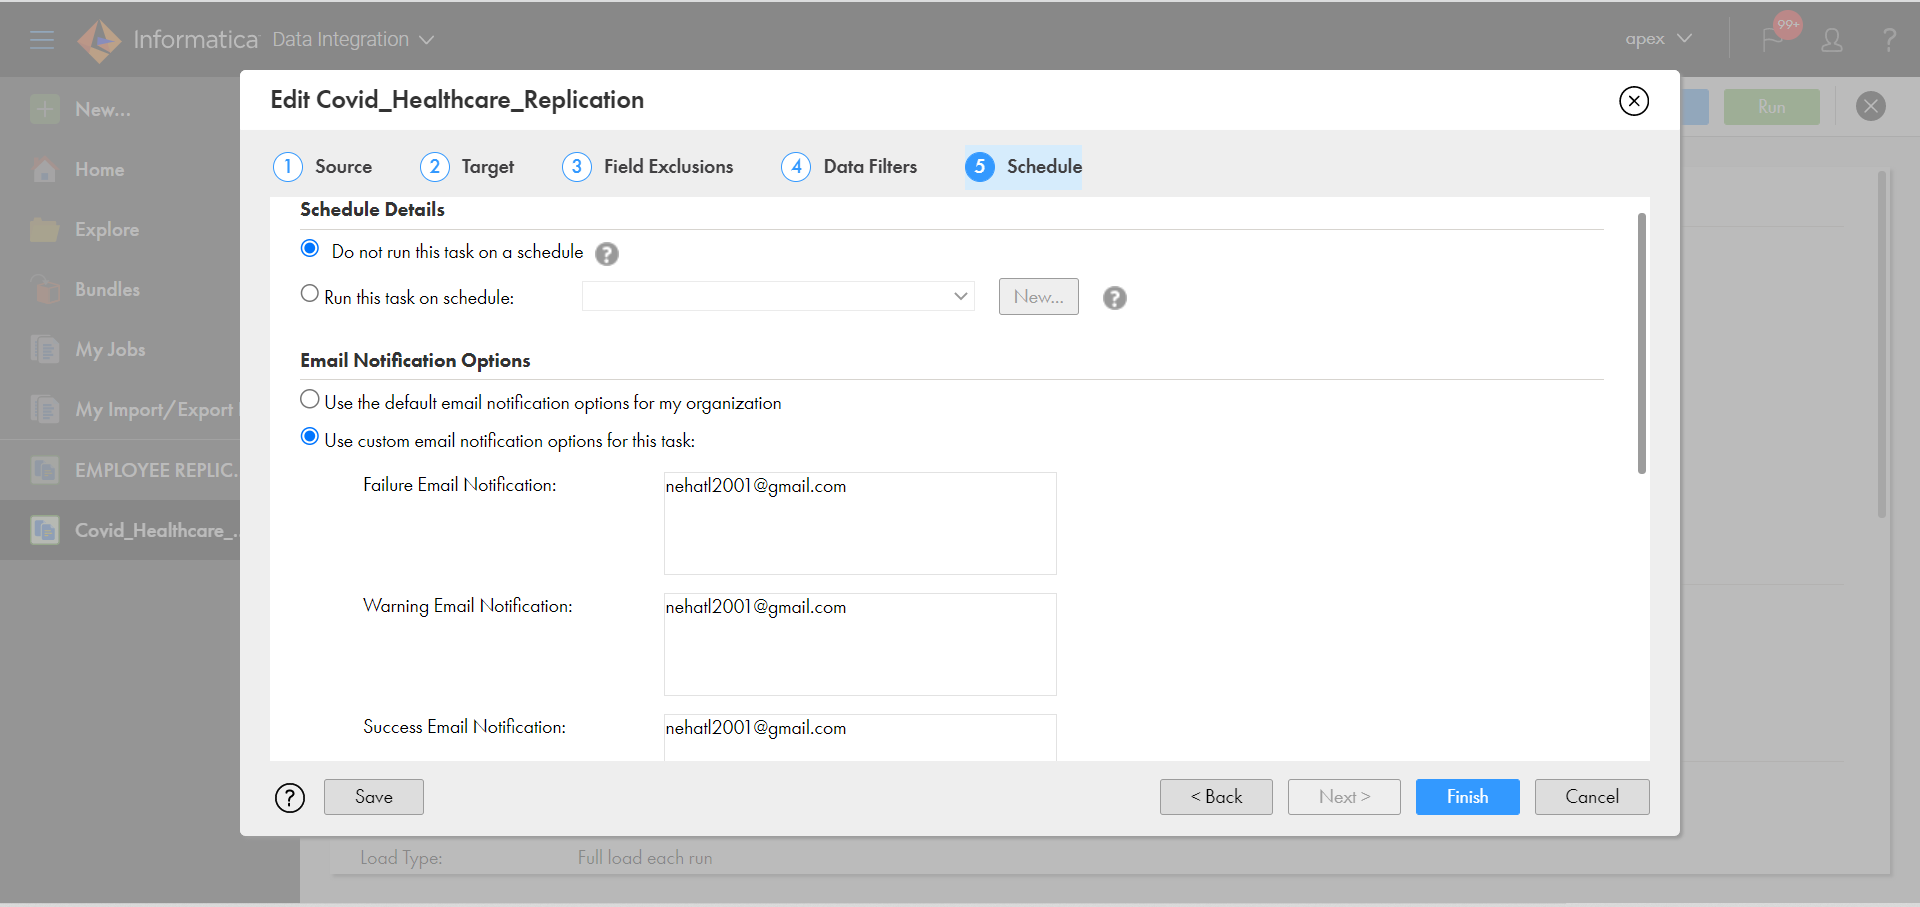 Informatica Data Integration
apex
99+
?
New...
Home
Explore
Bundles
My Jobs
My Import/Export
EMPLOYEE REPLIC...
Covid_Healthcare_...
Run
Edit Covid_Healthcare_Replication
1 Source 2 Target 3 Field Exclusions 4 Data Filters 5 Schedule
Schedule Details
Do not run this task on a schedule ?
Run this task on schedule: New... ?
Email Notification Options
Use the default email notification options for my organization
Use custom email notification options for this task:
Failure Email Notification: nehatl2001@gmail.com
Warning Email Notification: nehatl2001@gmail.com
Success Email Notification: nehatl2001@gmail.com
? Save < Back Next > Finish Cancel
Load Type: Full load each run